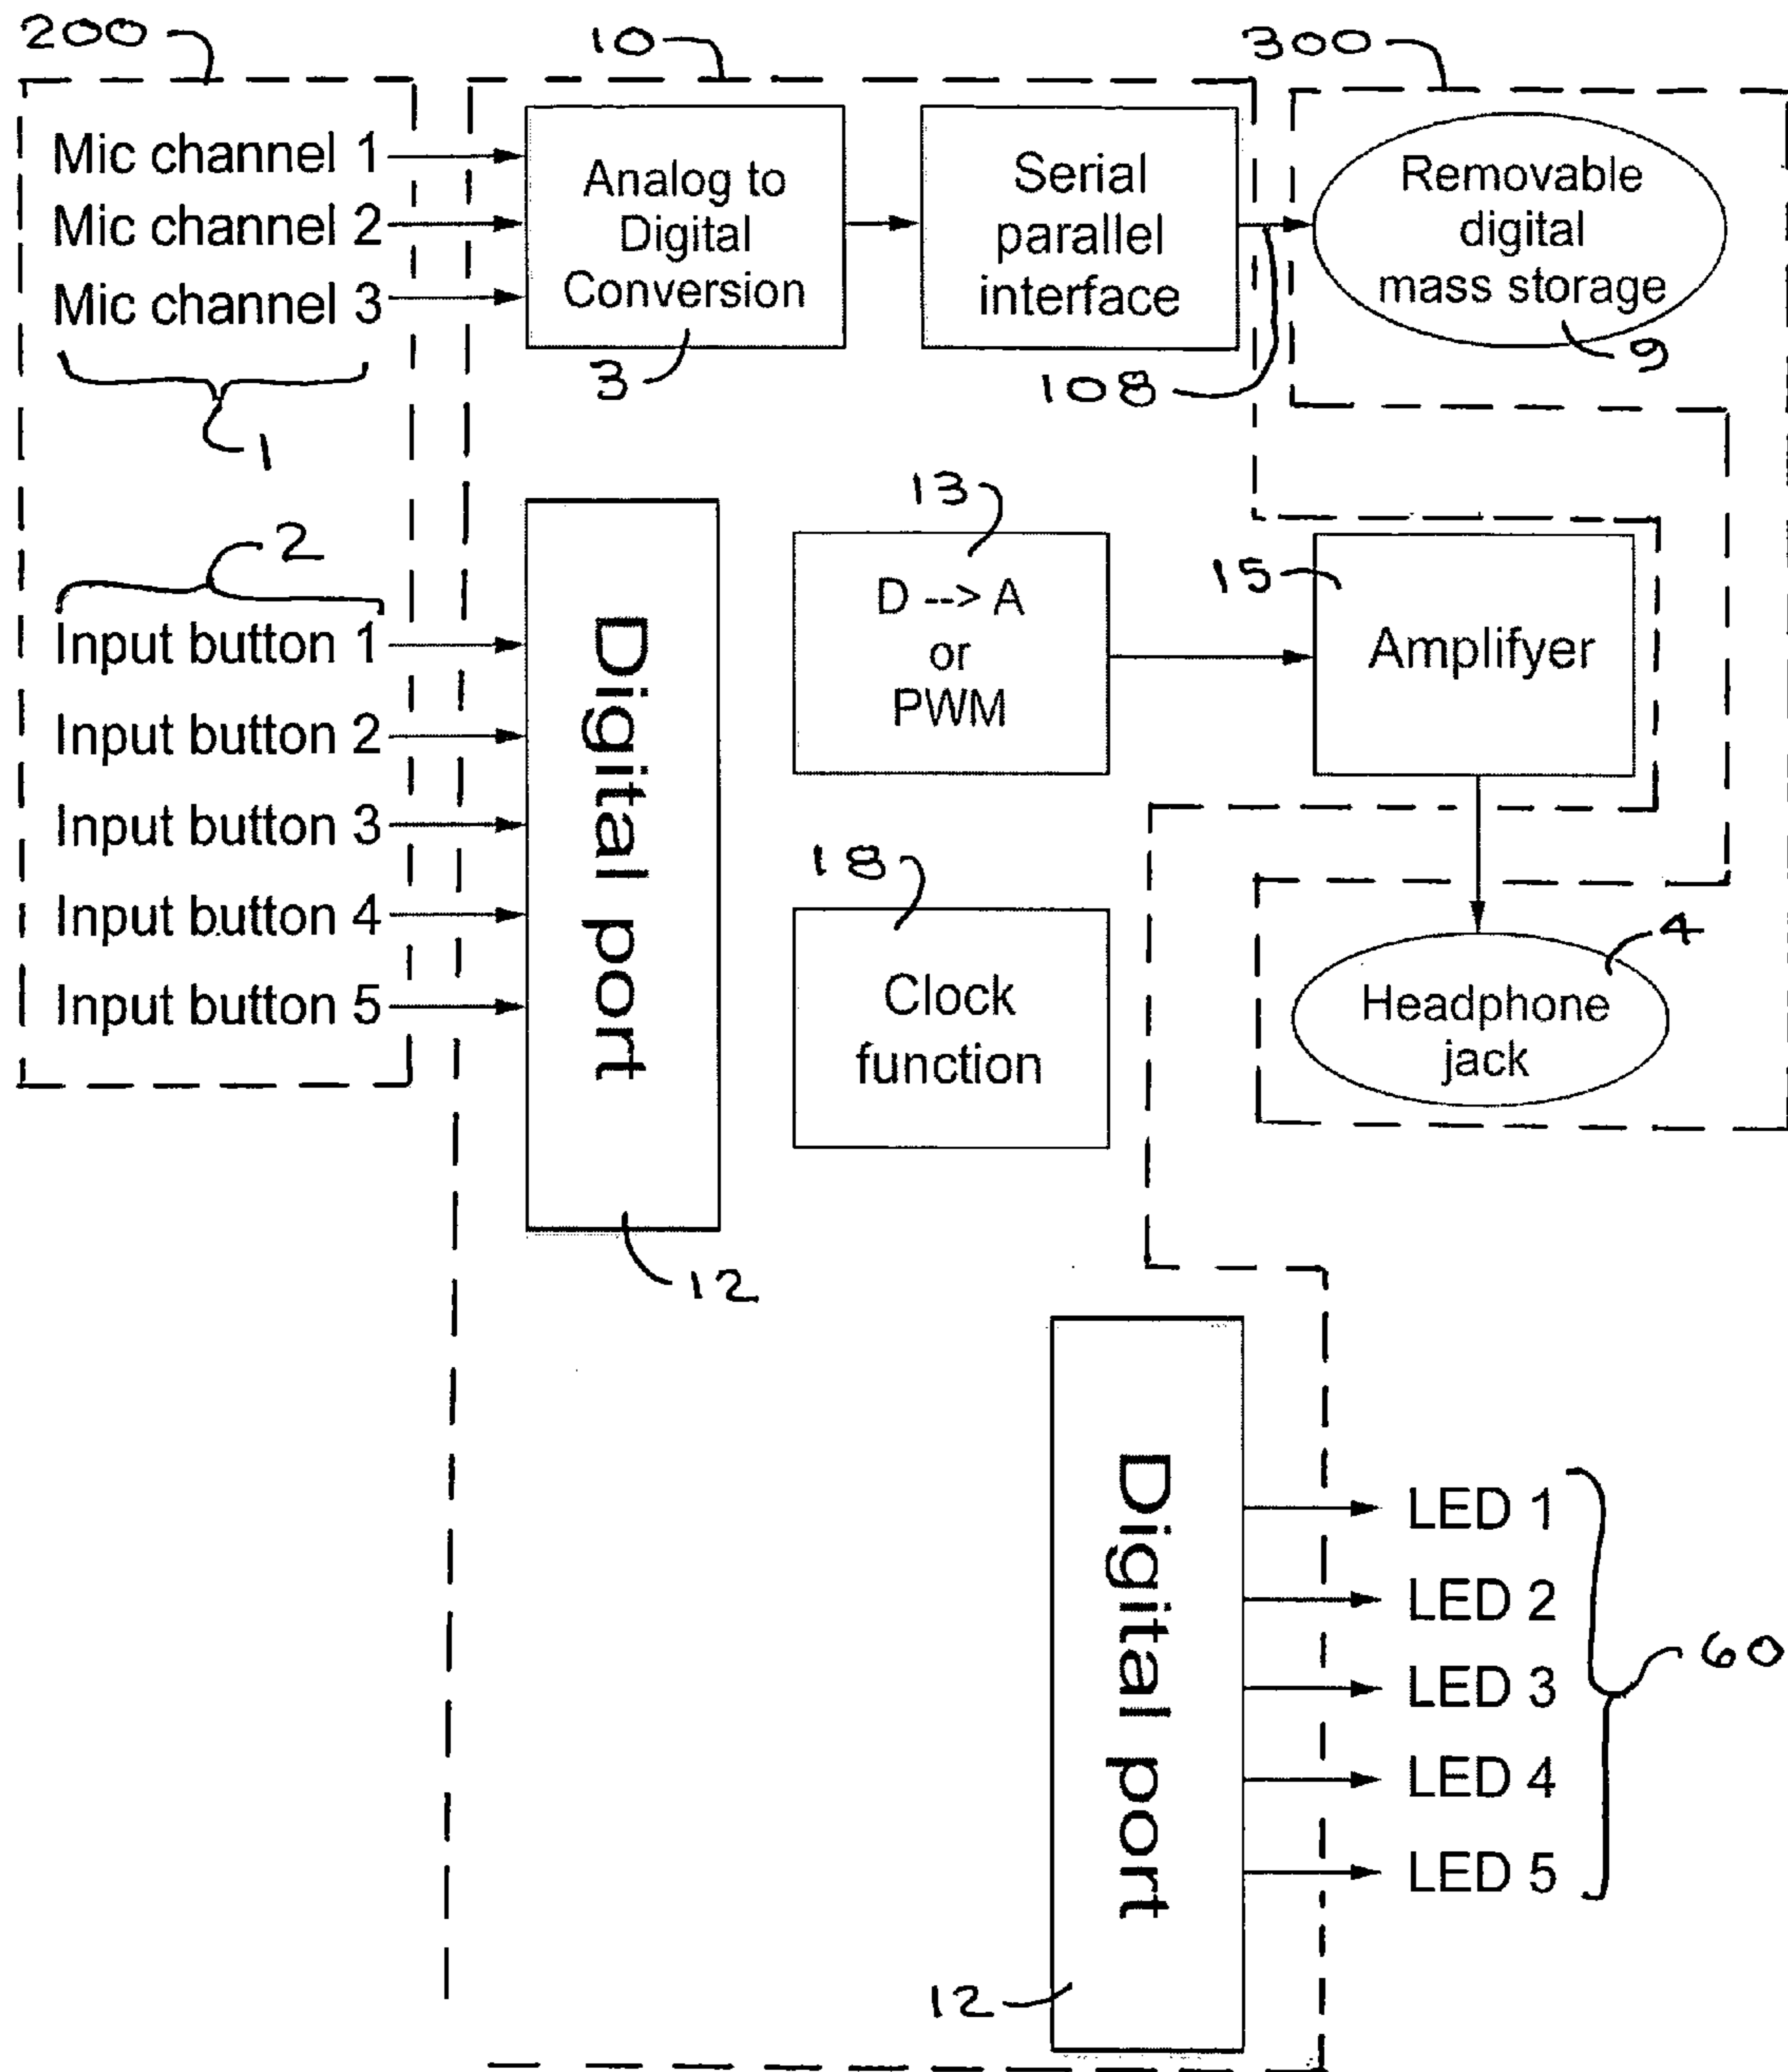 200
10
300
Mic channel 1
Mic channel 2
Mic channel 3
1
Analog to
Digital
Conversion
3
Serial
parallel
interface
108
Removable
digital
mass storage
9
2
Input button 1
Input button 2
Input button 3
Input button 4
Input button 5
Digital port
12
13
D --> A
or
PWM
15
Amplifyer
18
Clock
function
4
Headphone
jack
Digital port
12
LED 1
LED 2
LED 3
LED 4
LED 5
60